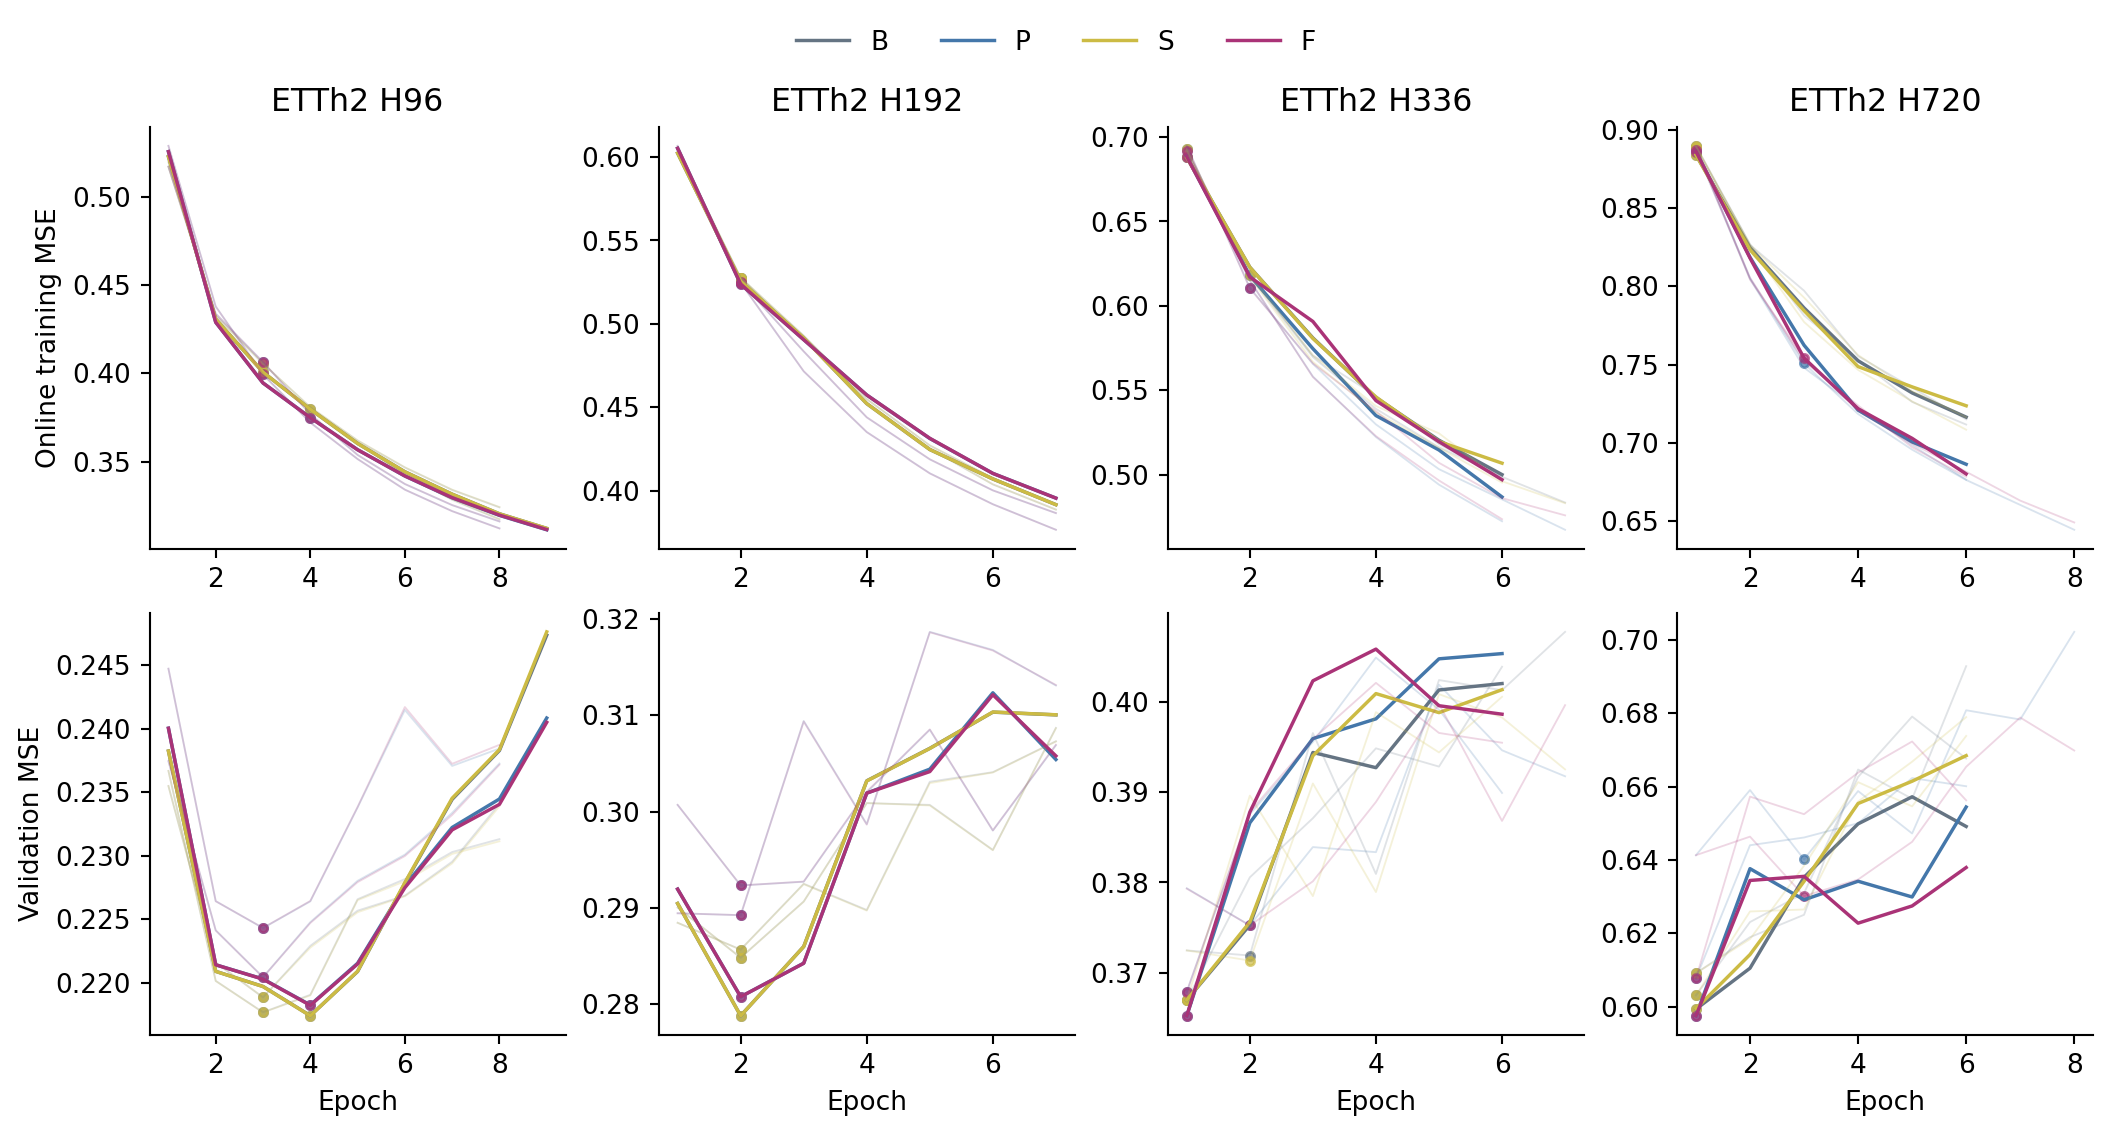 B P S F
ETTh2 H96 ETTh2 H192 ETTh2 H336 ETTh2 H720
Online training MSE
0.50
0.45
0.40
0.35
2 4 6 8
0.60
0.55
0.50
0.45
0.40
2 4 6
0.70
0.65
0.60
0.55
0.50
2 4 6
0.90
0.85
0.80
0.75
0.70
0.65
2 4 6 8
Validation MSE
0.245
0.240
0.235
0.230
0.225
0.220
2 4 6 8
Epoch
0.32
0.31
0.30
0.29
0.28
2 4 6
Epoch
0.40
0.39
0.38
0.37
2 4 6
Epoch
0.70
0.68
0.66
0.64
0.62
0.60
2 4 6 8
Epoch